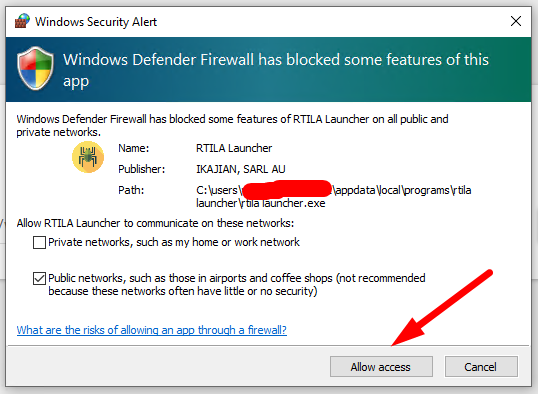 Windows Security Alert
Windows Defender Firewall has blocked some features of this
app
Windows Defender Firewall has blocked some features of RTILA Launcher on all public and
private networks.
Name: RTILA Launcher
Publisher: IKAJIAN, SARL AU
Path: C:\users\ \appdata\local\programs\rtila
launcher\rtila launcher.exe
Allow RTILA Launcher to communicate on these networks:
Private networks, such as my home or work network
Public networks, such as those in airports and coffee shops (not recommended
because these networks often have little or no security)
What are the risks of allowing an app through a firewall?
Allow access Cancel